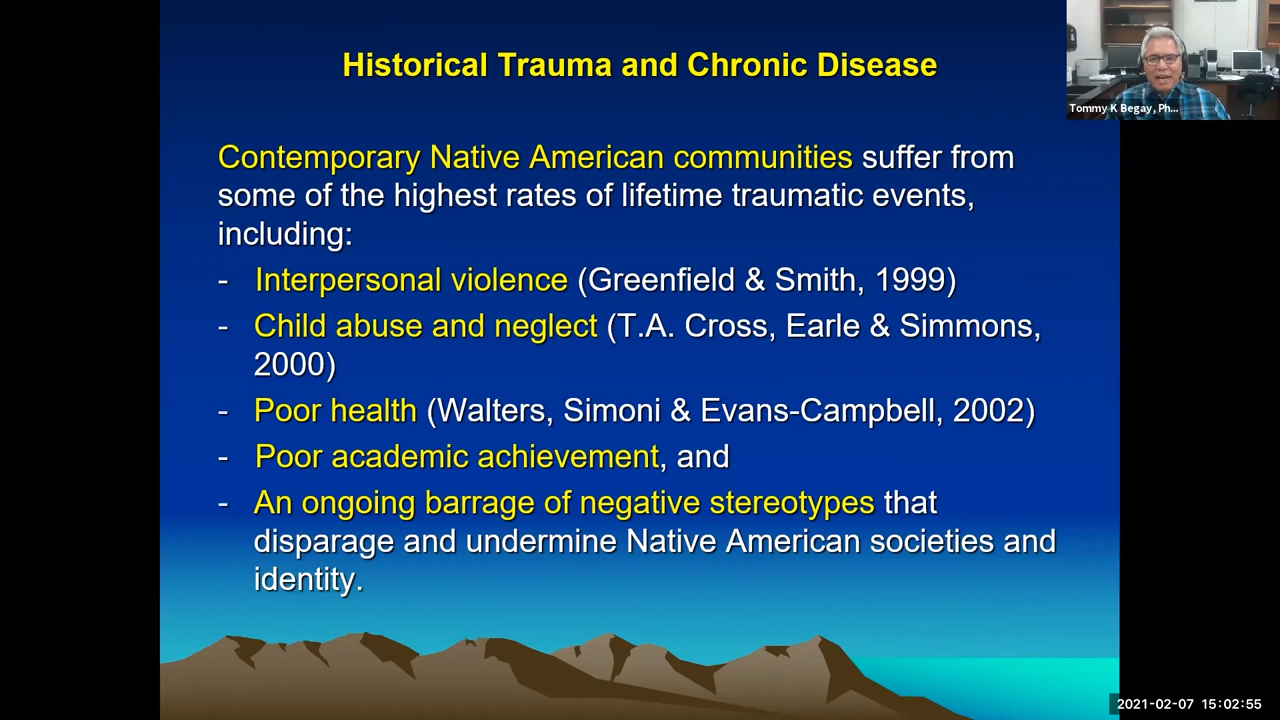 Historical Trauma and Chronic Disease
Tommy K Begay, Ph...
Contemporary Native American communities suffer from
some of the highest rates of lifetime traumatic events,
including:
- Interpersonal violence (Greenfield & Smith, 1999)
- Child abuse and neglect (T.A. Cross, Earle & Simmons,
2000)
- Poor health (Walters, Simoni & Evans-Campbell, 2002)
- Poor academic achievement, and
- An ongoing barrage of negative stereotypes that
disparage and undermine Native American societies and
identity.
2021-02-07 15:02:55